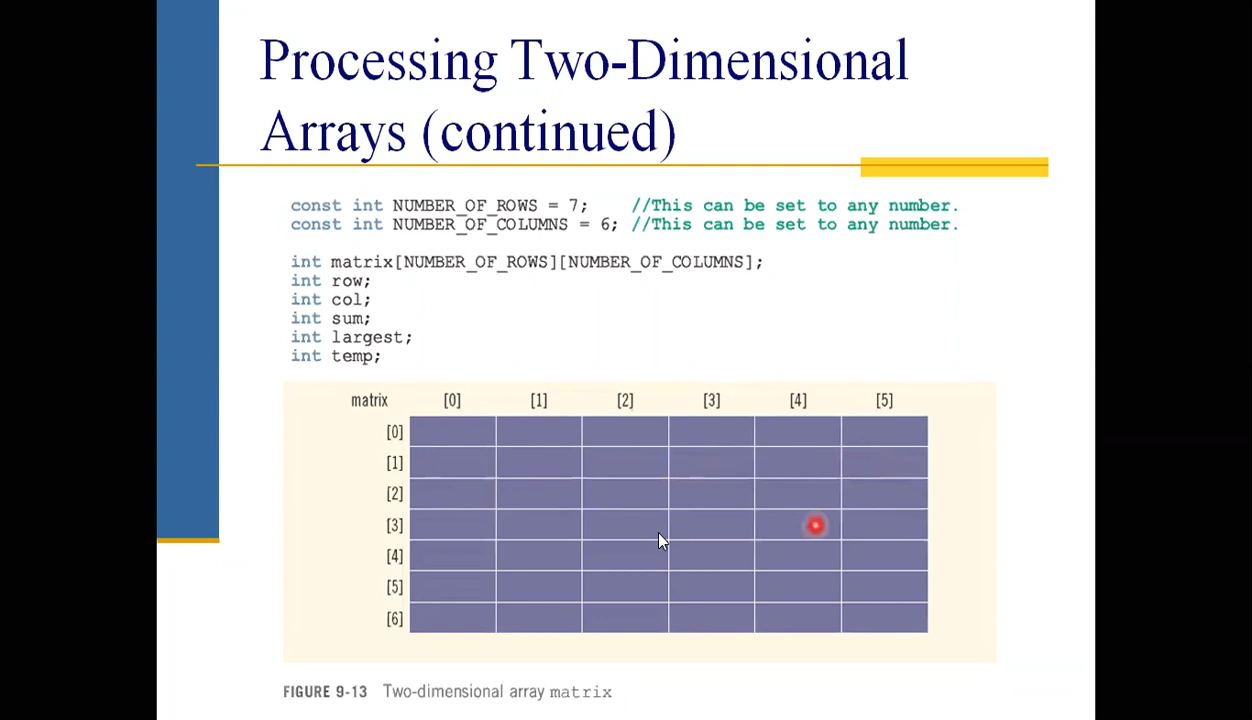 Processing Two-Dimensional
Arrays (continued)
const int NUMBER_OF_ROWS = 7; //This can be set to any number.
const int NUMBER_OF_COLUMNS = 6; //This can be set to any number.
int matrix[NUMBER_OF_ROWS][NUMBER_OF_COLUMNS];
int row;
int col;
int sum;
int largest;
int temp;
matrix [0] [1] [2] [3] [4] [5]
[0]
[1]
[2]
[3]
[4]
[5]
[6]
FIGURE 9-13 Two-dimensional array matrix